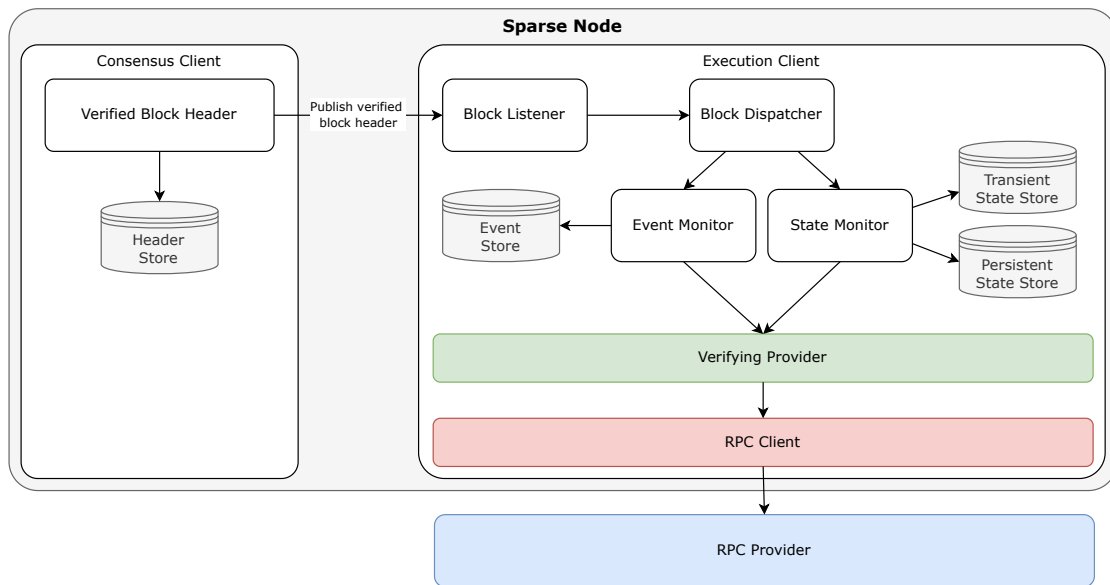 Sparse Node
Consensus Client
Execution Client
Verified Block Header
Publish verified
block header
Block Listener
Block Dispatcher
Header
Store
Event
Store
Event Monitor
State Monitor
Transient
State Store
Persistent
State Store
Verifying Provider
RPC Client
RPC Provider